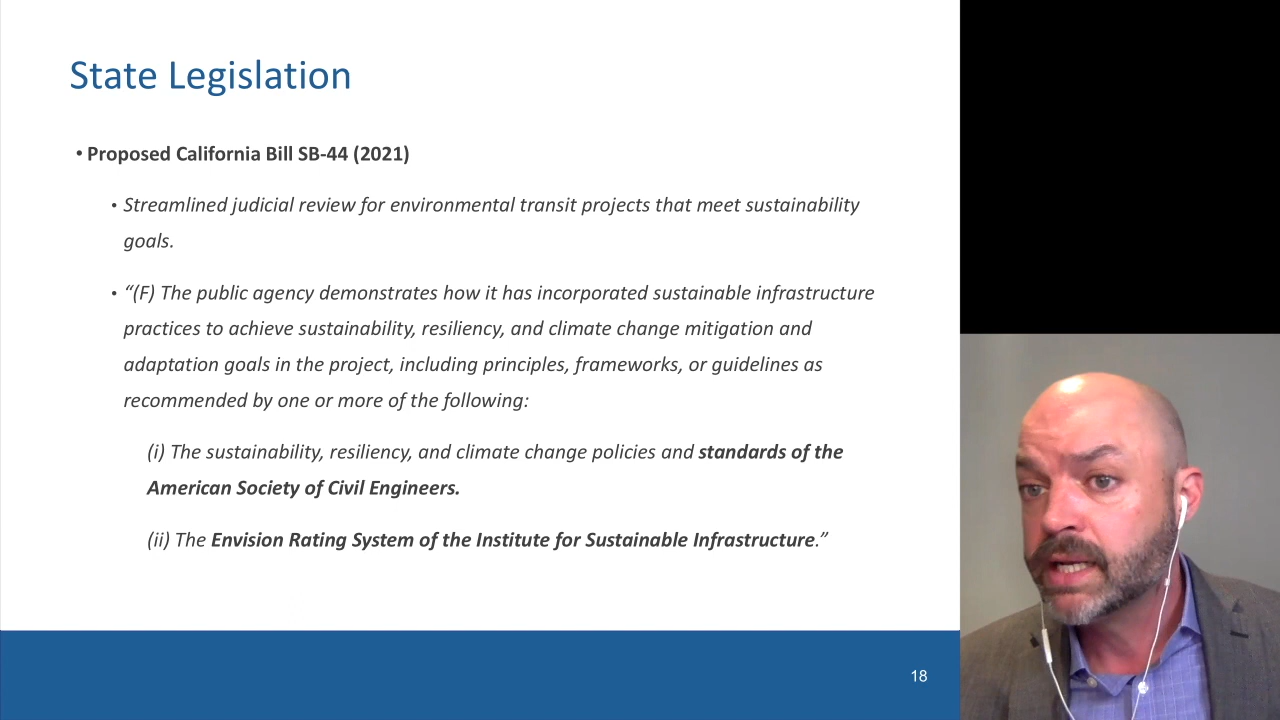 State Legislation
• Proposed California Bill SB-44 (2021)
• Streamlined judicial review for environmental transit projects that meet sustainability
goals.
• “(F) The public agency demonstrates how it has incorporated sustainable infrastructure
practices to achieve sustainability, resiliency, and climate change mitigation and
adaptation goals in the project, including principles, frameworks, or guidelines as
recommended by one or more of the following:
(i) The sustainability, resiliency, and climate change policies and standards of the
American Society of Civil Engineers.
(ii) The Envision Rating System of the Institute for Sustainable Infrastructure.”
18